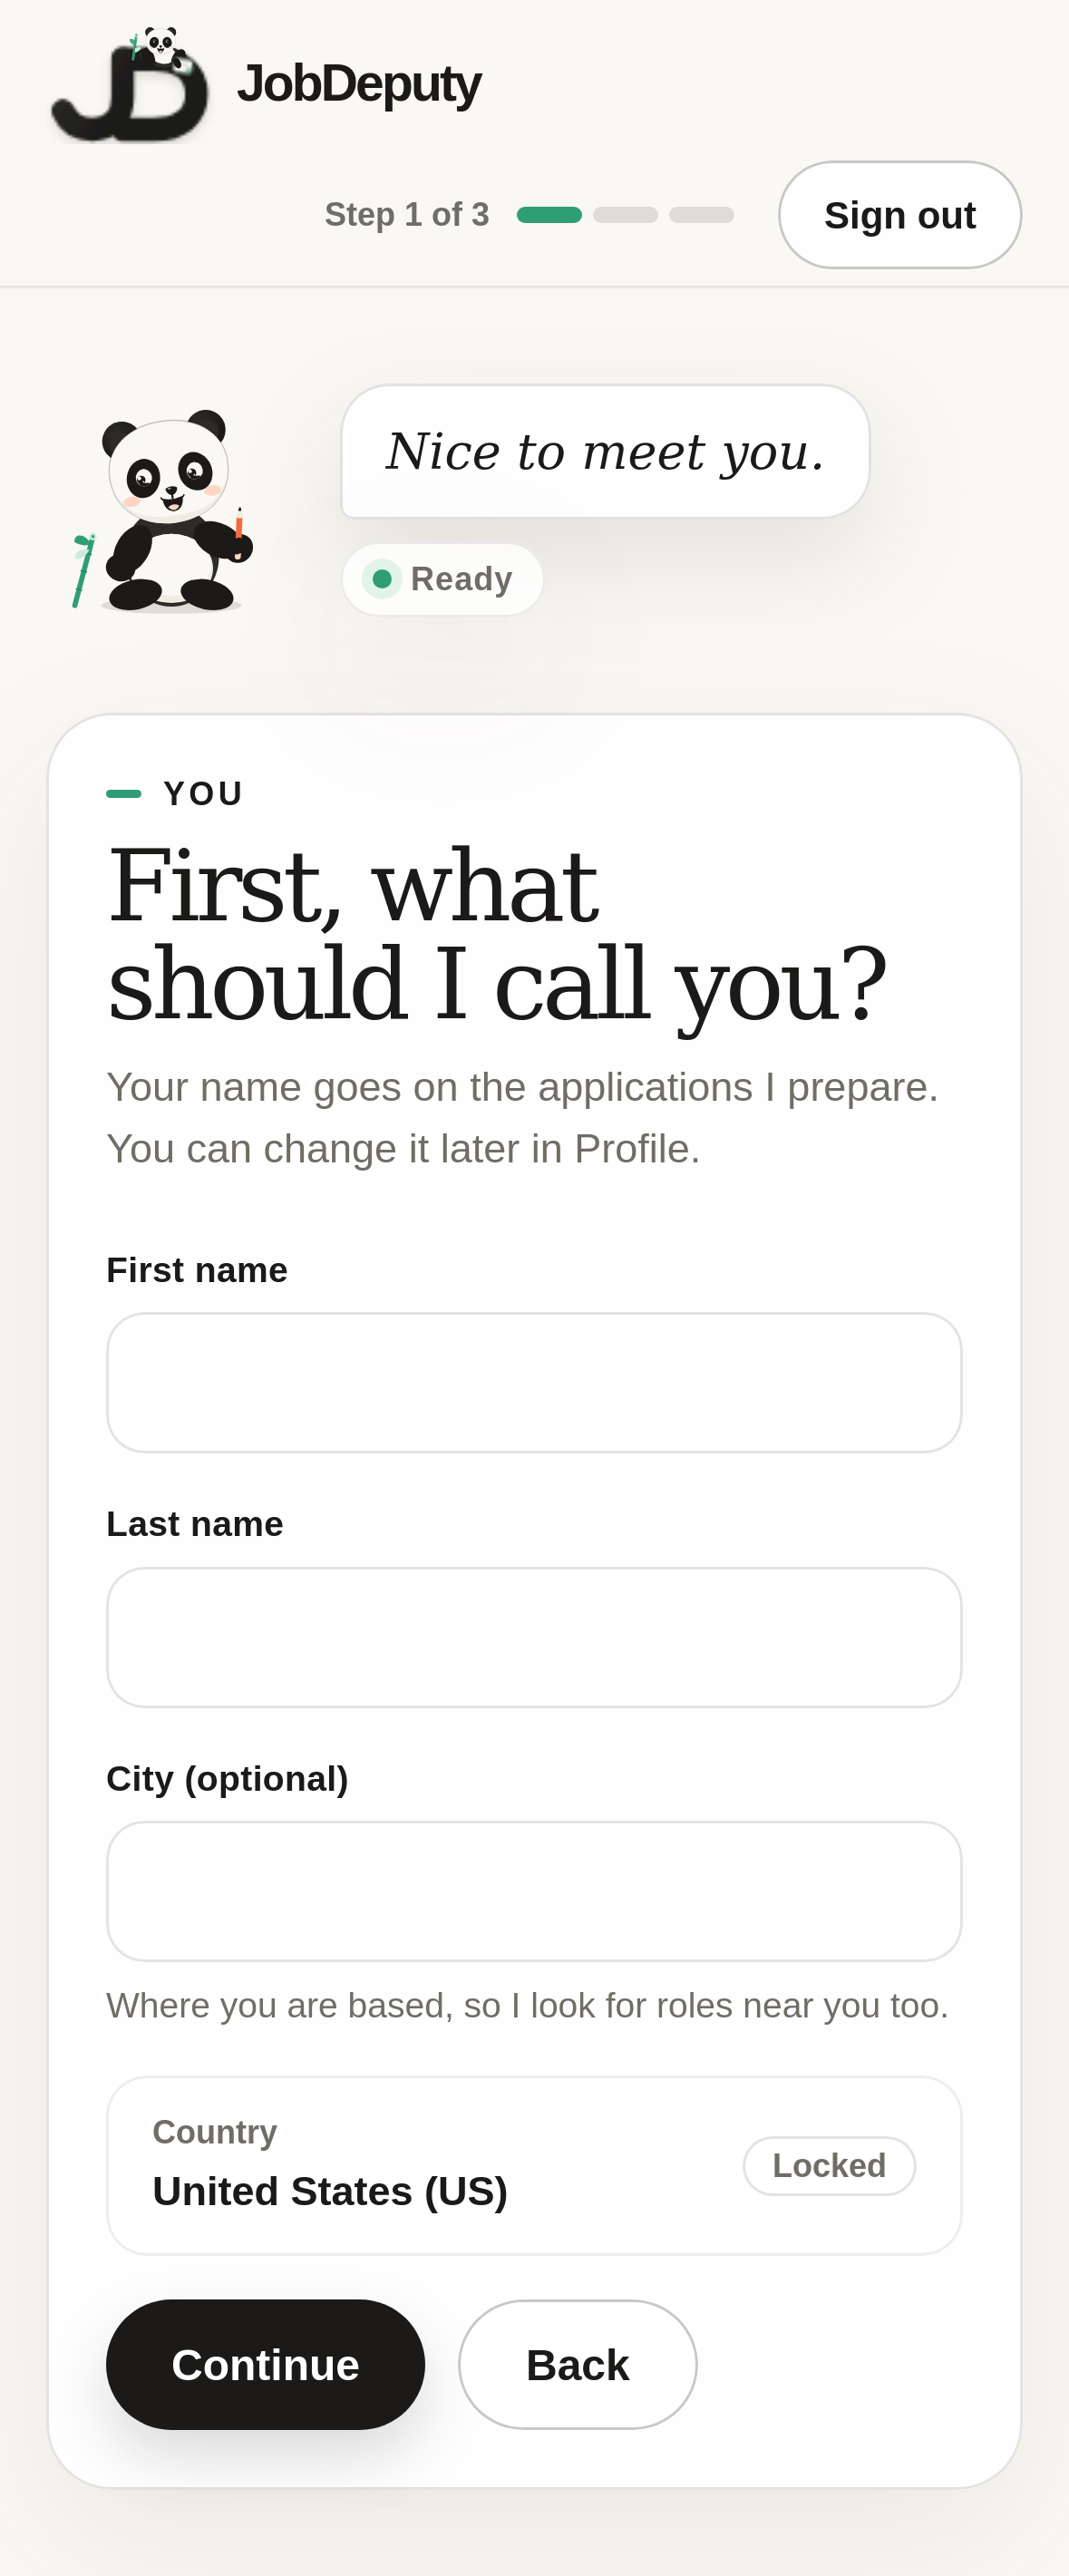 JD JobDeputy
Step 1 of 3
Sign out
Nice to meet you.
Ready
YOU
First, what
should I call you?
Your name goes on the applications I prepare.
You can change it later in Profile.
First name
Last name
City (optional)
Where you are based, so I look for roles near you too.
Country
United States (US)
Locked
Continue
Back